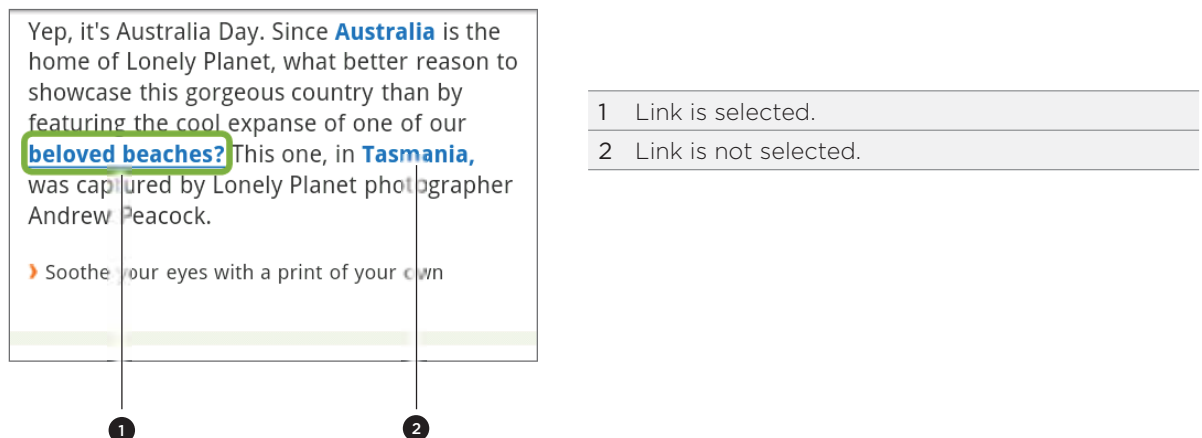 Yep, it's Australia Day. Since Australia is the
home of Lonely Planet, what better reason to
showcase this gorgeous country than by
featuring the cool expanse of one of our
beloved beaches? This one, in Tasmania,
was captured by Lonely Planet photographer
Andrew Peacock.
❯ Soothe your eyes with a print of your own
1
2
1 Link is selected.
2 Link is not selected.